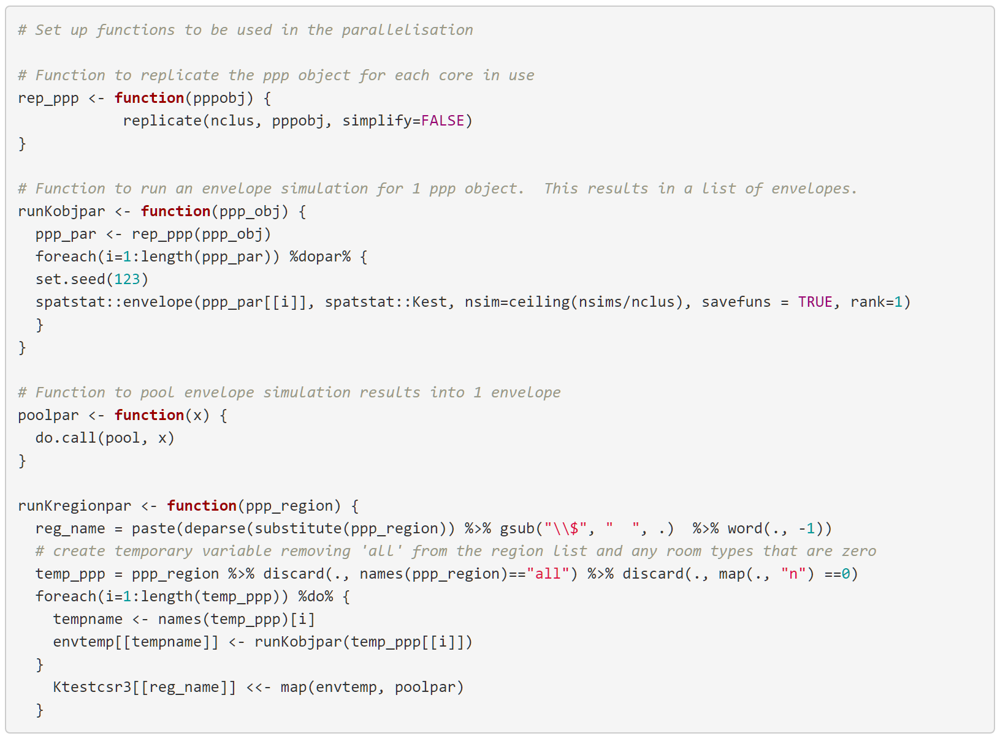 # Set up functions to be used in the parallelisation

# Function to replicate the ppp object for each core in use
rep_ppp <- function(pppobj) {
            replicate(nclus, pppobj, simplify=FALSE)
}

# Function to run an envelope simulation for 1 ppp object.  This results in a list of envelopes.
runKobjpar <- function(ppp_obj) {
  ppp_par <- rep_ppp(ppp_obj)
  foreach(i=1:length(ppp_par)) %dopar% {
  set.seed(123)
  spatstat::envelope(ppp_par[[i]], spatstat::Kest, nsim=ceiling(nsims/nclus), savefuns = TRUE, rank=1)
  }
}

# Function to pool envelope simulation results into 1 envelope
poolpar <- function(x) {
  do.call(pool, x)
}

runKregionpar <- function(ppp_region) {
  reg_name = paste(deparse(substitute(ppp_region)) %>% gsub("\\$", "  ", .)  %>% word(., -1))
  # create temporary variable removing 'all' from the region list and any room types that are zero
  temp_ppp = ppp_region %>% discard(., names(ppp_region)=="all") %>% discard(., map(., "n") ==0)
  foreach(i=1:length(temp_ppp)) %do% {
    tempname <- names(temp_ppp)[i]
    envtemp[[tempname]] <- runKobjpar(temp_ppp[[i]])
  }
    Ktestcsr3[[reg_name]] <<- map(envtemp, poolpar)
  }